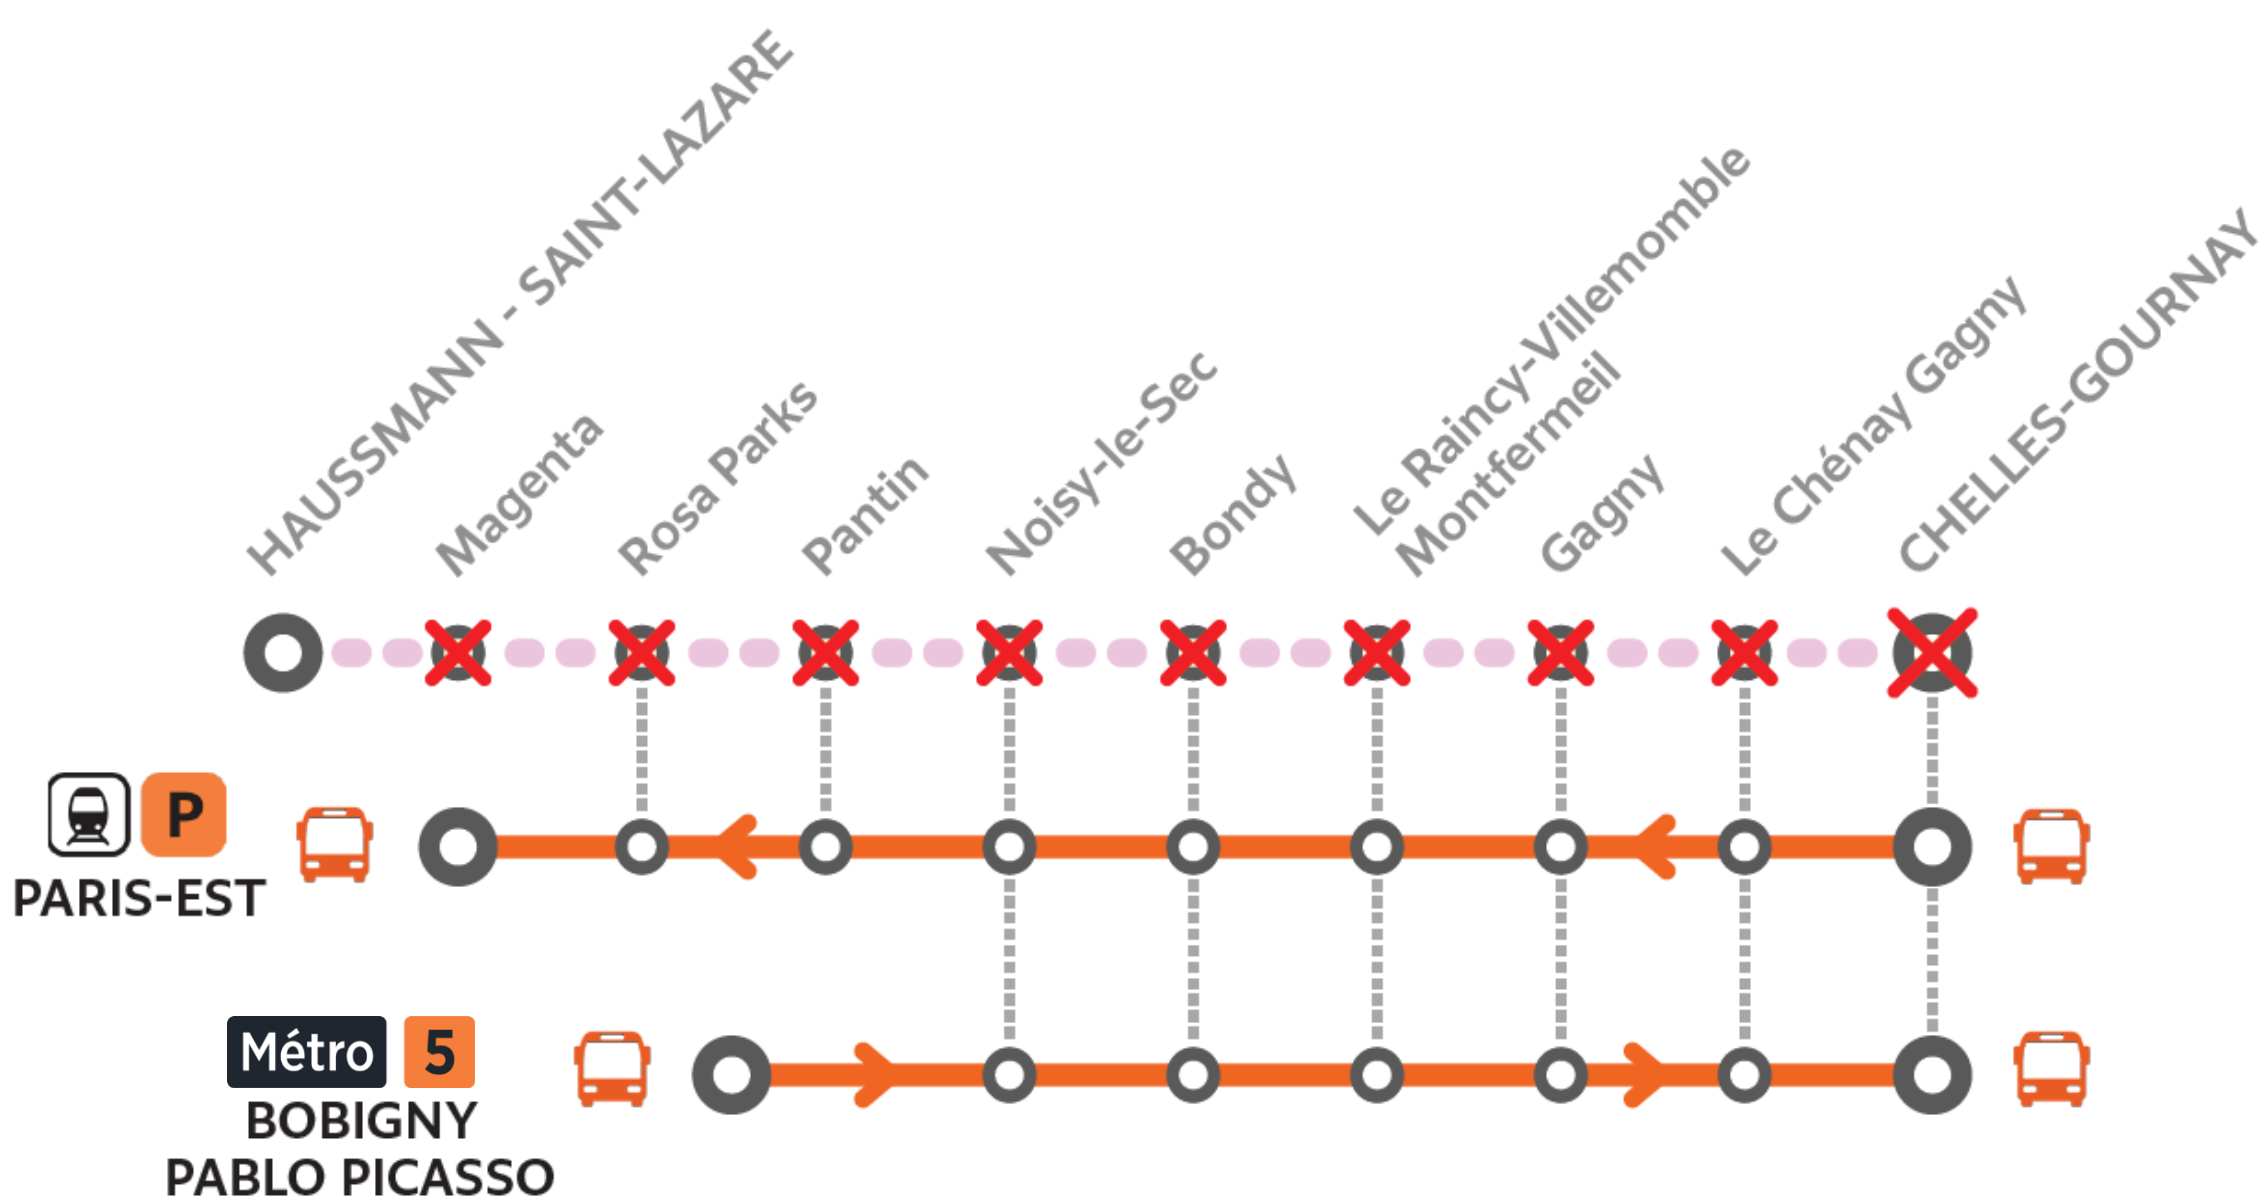 HAUSSMANN - SAINT-LAZARE
Magenta
Rosa Parks
Pantin
Noisy-le-Sec
Bondy
Le Raincy-Villemomble
Montfermeil
Gagny
Le Chénay Gagny
CHELLES-GOURNAY
P
PARIS-EST
Métro 5
BOBIGNY
PABLO PICASSO